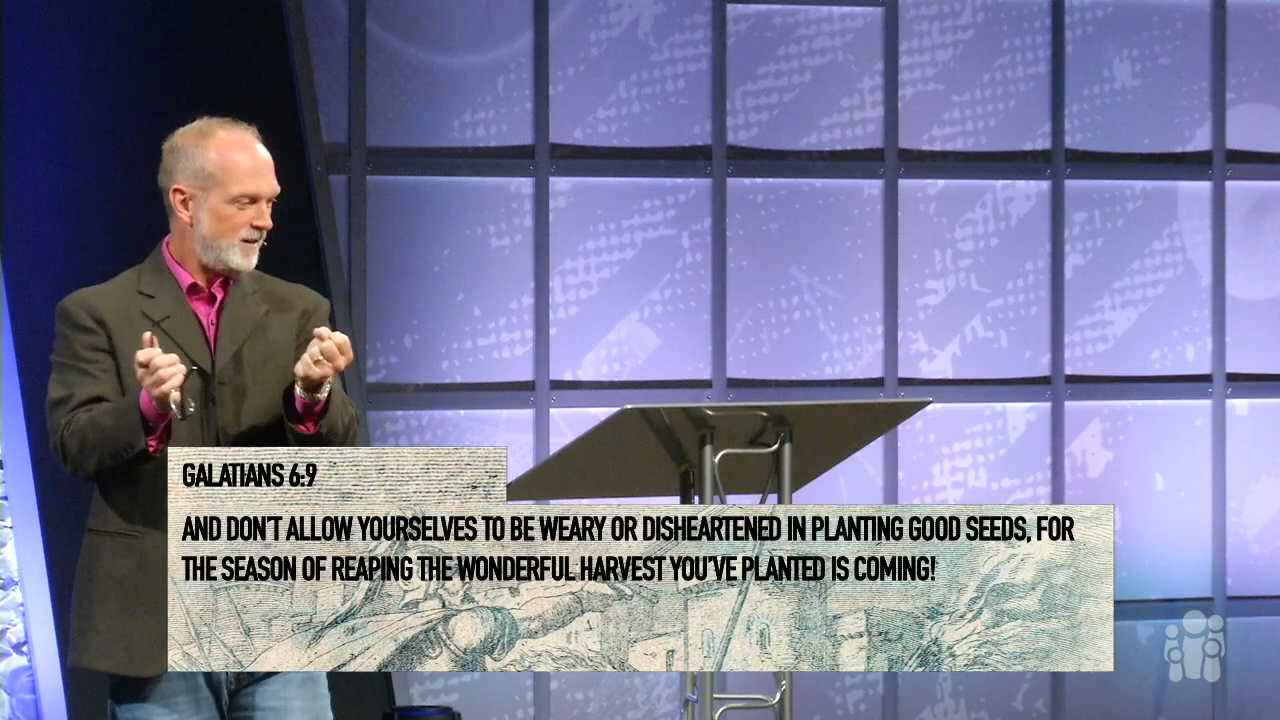 GALATIANS 6:9
AND DON'T ALLOW YOURSELVES TO BE WEARY OR DISHEARTENED IN PLANTING GOOD SEEDS, FOR
THE SEASON OF REAPING THE WONDERFUL HARVEST YOU'VE PLANTED IS COMING!